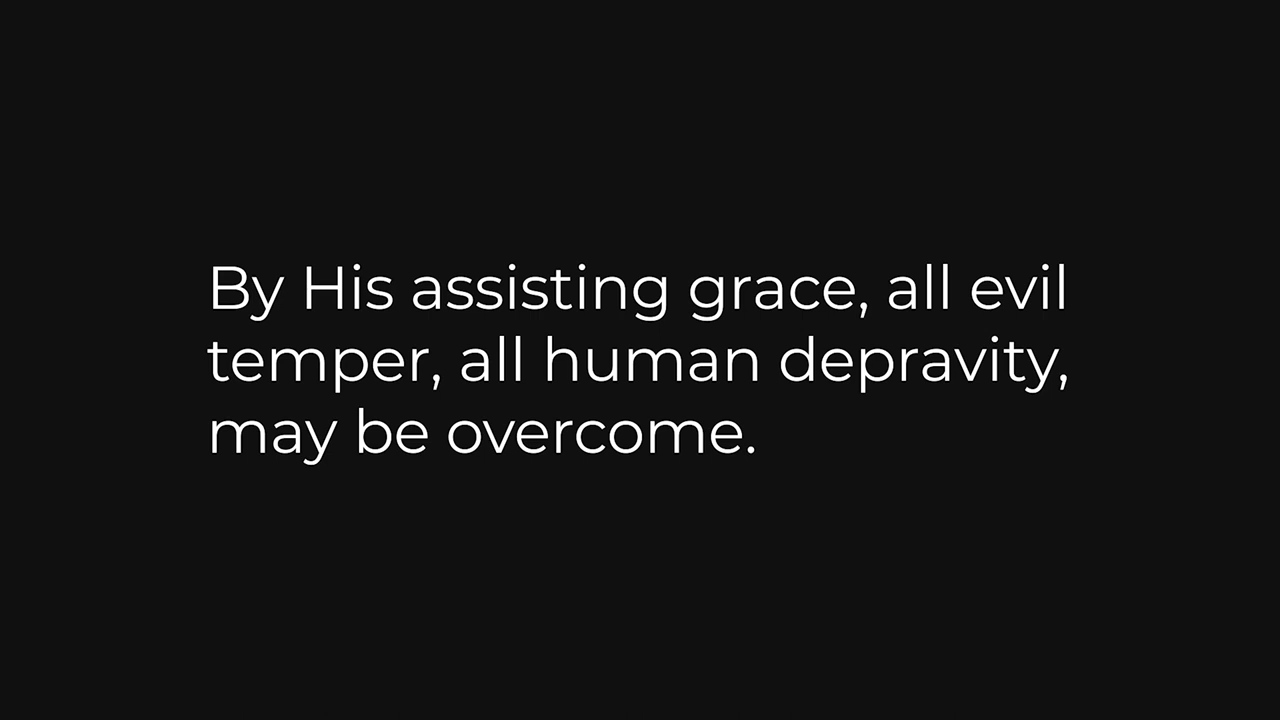 By His assisting grace, all evil
temper, all human depravity,
may be overcome.